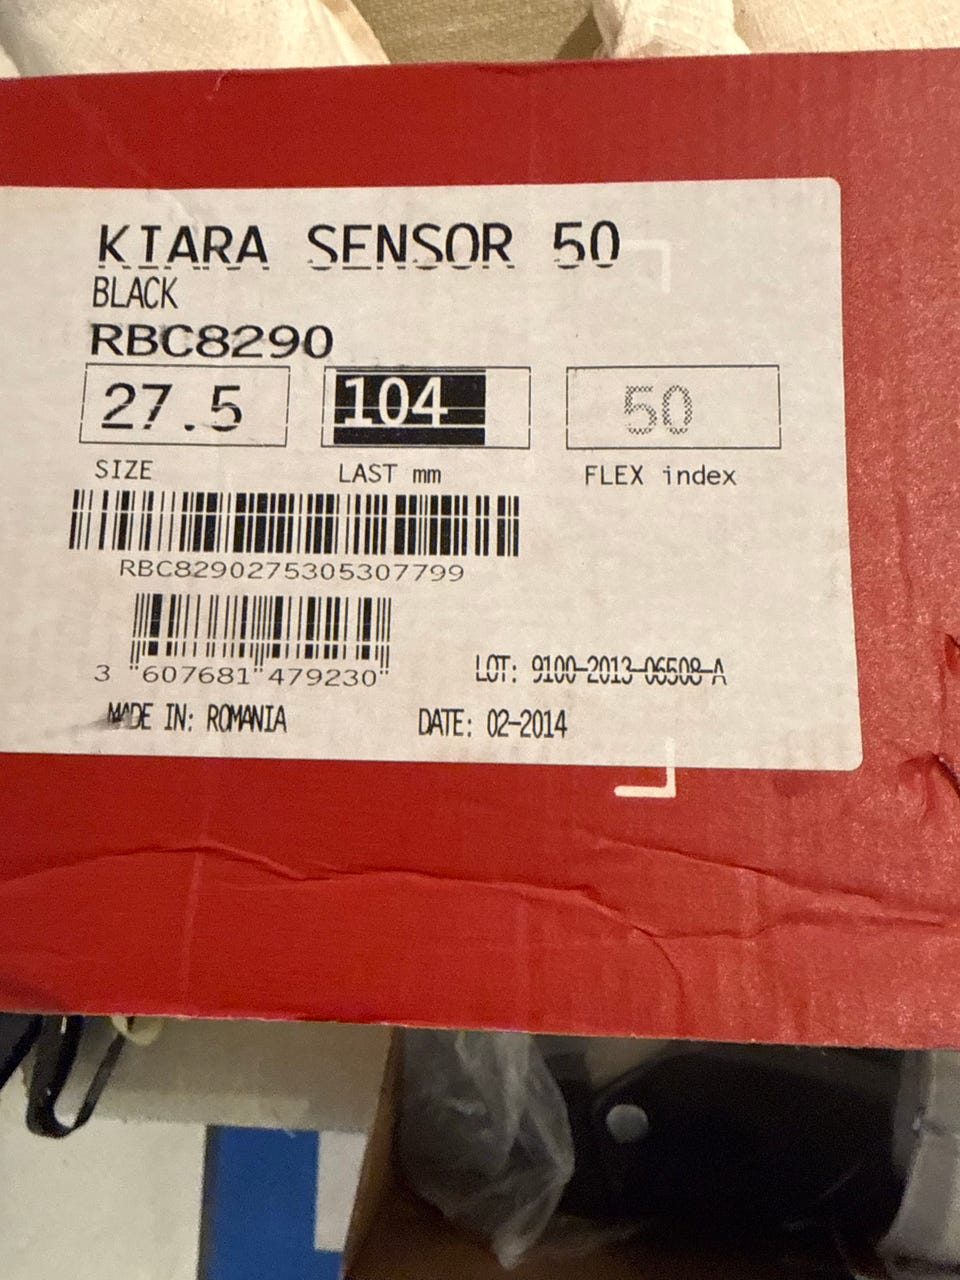 KIARA SENSOR 50
BLACK
RBC8290
27.5 104 50
SIZE LAST mm FLEX index
RBC8290275305307799
3 "607681"479230"
LOT: 9100-2013-06508-A
MADE IN: ROMANIA DATE: 02-2014